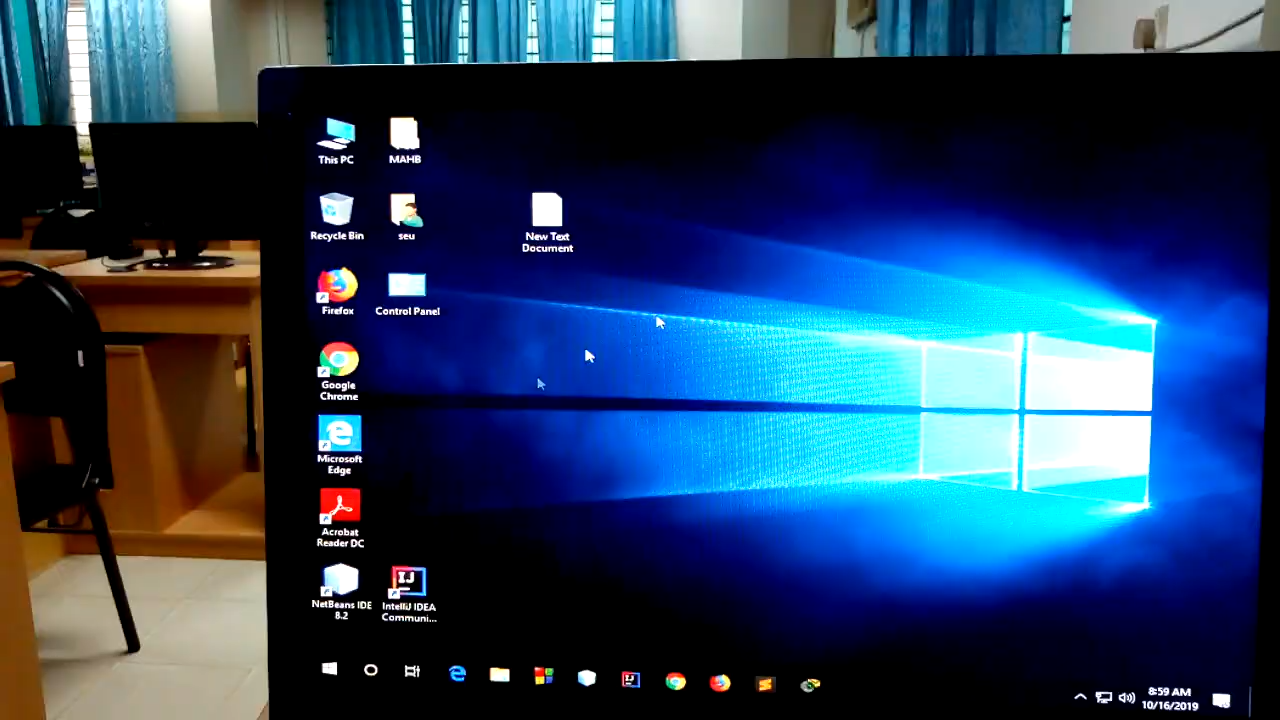 This PC
MAHB
Recycle Bin
seu
New Text
Document
Firefox
Control Panel
Google
Chrome
Microsoft
Edge
Acrobat
Reader DC
NetBeans IDE
8.2
IntelliJ IDEA
Communi...
IJ
8:59 AM
10/16/2019